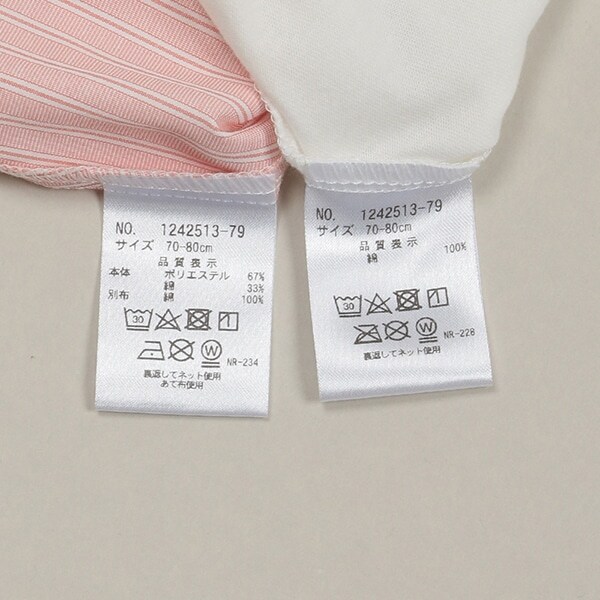 NO. 1242513-79
サイズ 70-80cm
品質表示
本体 ポリエステル 67%
綿 33%
別布 綿 100%
30 W NR-234
裏返してネット使用
あて布使用
NO. 1242513-79
サイズ 70-80cm
品質表示
綿 100%
30 W NR-228
裏返してネット使用